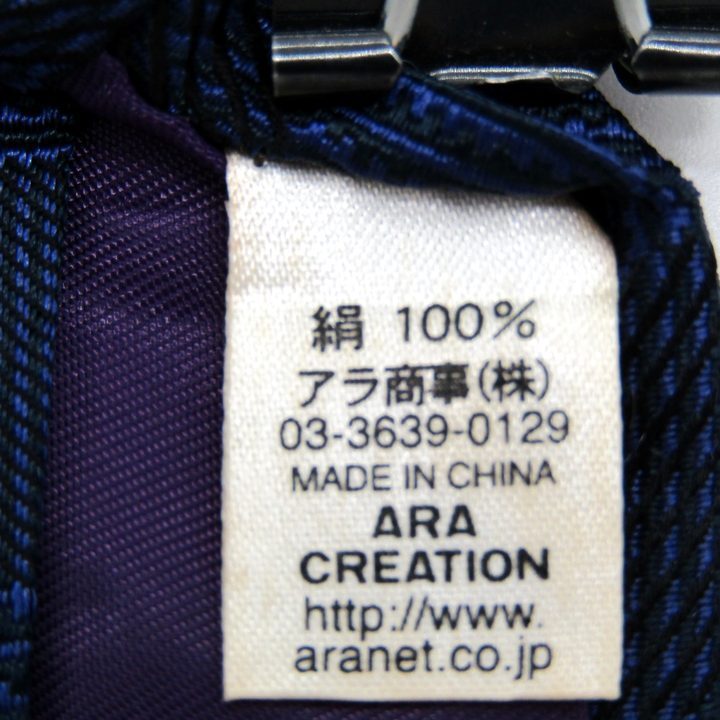 絹 100%
アラ商事(株)
03-3639-0129
MADE IN CHINA
ARA
CREATION
http://www.
aranet.co.jp